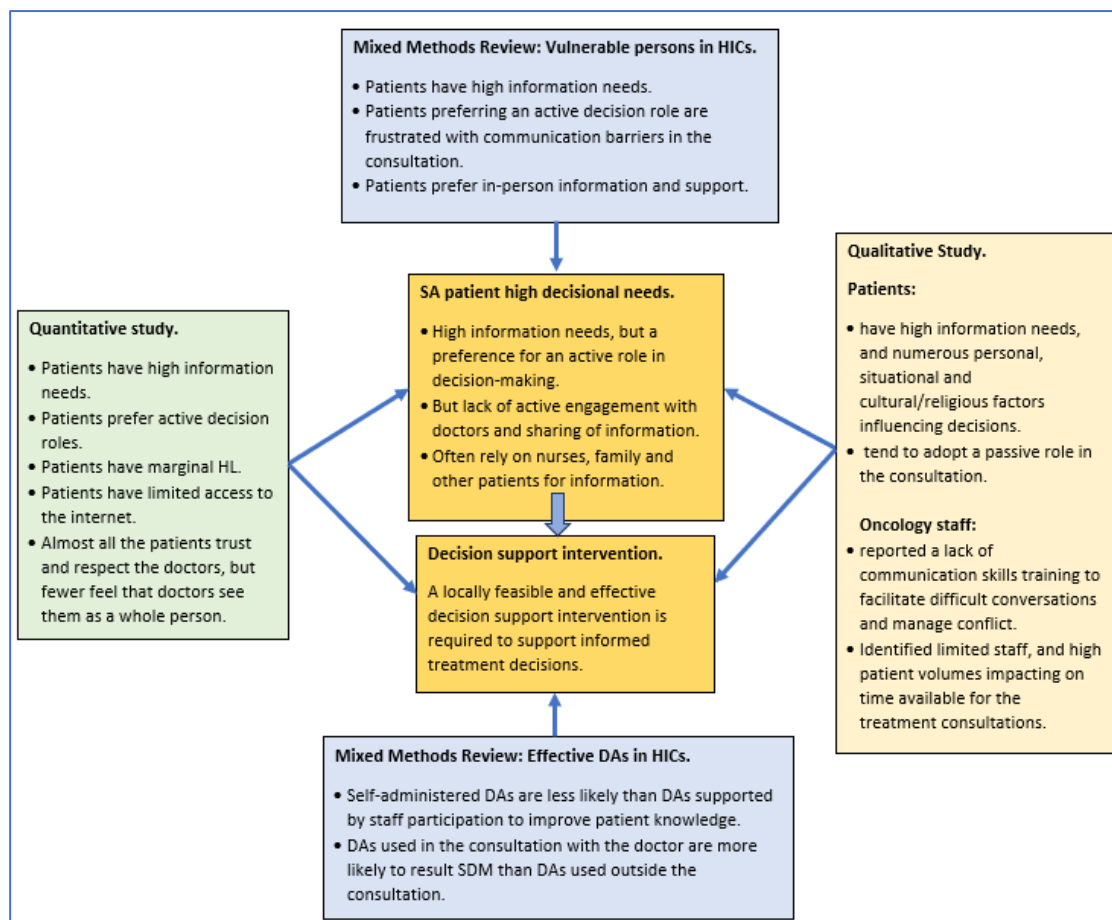 Mixed Methods Review: Vulnerable persons in HICs.
• Patients have high information needs.
• Patients preferring an active decision role are
frustrated with communication barriers in the
consultation.
• Patients prefer in-person information and support.
Quantitative study.
• Patients have high information
needs.
• Patients prefer active decision
roles.
• Patients have marginal HL.
• Patients have limited access to
the internet.
• Almost all the patients trust
and respect the doctors, but
fewer feel that doctors see
them as a whole person.
SA patient high decisional needs.
• High information needs, but a
preference for an active role in
decision-making.
• But lack of active engagement with
doctors and sharing of information.
• Often rely on nurses, family and
other patients for information.
Decision support intervention.
A locally feasible and effective
decision support intervention is
required to support informed
treatment decisions.
Qualitative Study.
Patients:
• have high information needs,
and numerous personal,
situational and
cultural/religious factors
influencing decisions.
• tend to adopt a passive role in
the consultation.
Oncology staff:
• reported a lack of
communication skills training to
facilitate difficult conversations
and manage conflict.
• Identified limited staff, and high
patient volumes impacting on
time available for the
treatment consultations.
Mixed Methods Review: Effective DAs in HICs.
• Self-administered DAs are less likely than DAs supported
by staff participation to improve patient knowledge.
• DAs used in the consultation with the doctor are more
likely to result SDM than DAs used outside the
consultation.